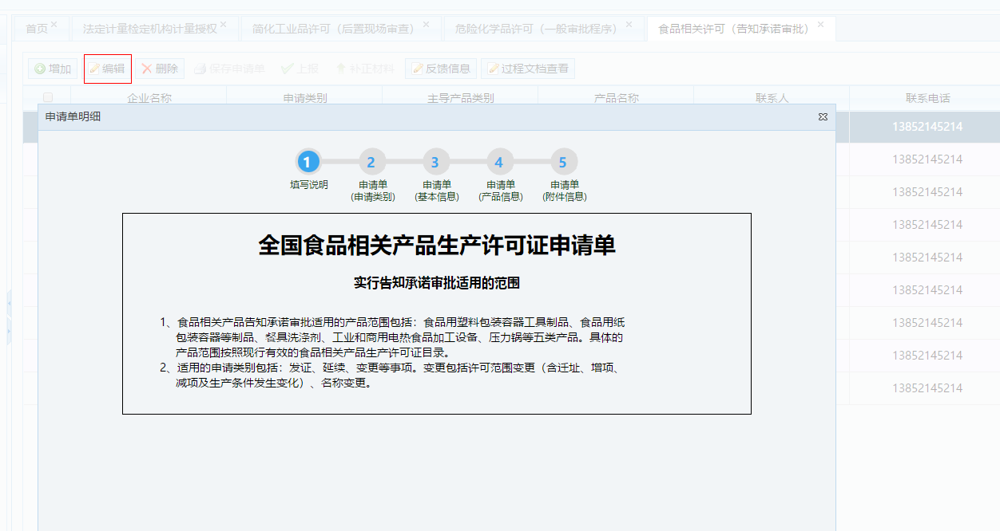 首页 法定计量检定机构计量授权 简化工业品许可（后置现场审查） 危险化学品许可（一般审批程序） 食品相关许可（告知承诺审批）
增加 编辑 删除 保存申请单 上报 补正材料 反馈信息 过程文档查看
企业名称 申请类别 主导产品类别 产品名称 联系人 联系电话
申请单明细
13852145214
1 2 3 4 5
13852145214
填写说明 申请单 申请单 申请单 申请单
(申请类别) (基本信息) (产品信息) (附件信息)
13852145214
13852145214
全国食品相关产品生产许可证申请单
13852145214
实行告知承诺审批适用的范围
13852145214
1、食品相关产品告知承诺审批适用的产品范围包括：食品用塑料包装容器工具制品、食品用纸
13852145214
包装容器等制品、餐具洗涤剂、工业和商用电热食品加工设备、压力锅等五类产品。具体的
产品范围按照现行有效的食品相关产品生产许可证目录。
13852145214
2、适用的申请类别包括：发证、延续、变更等事项。变更包括许可范围变更（含迁址、增项、
减项及生产条件发生变化）、名称变更。
13852145214